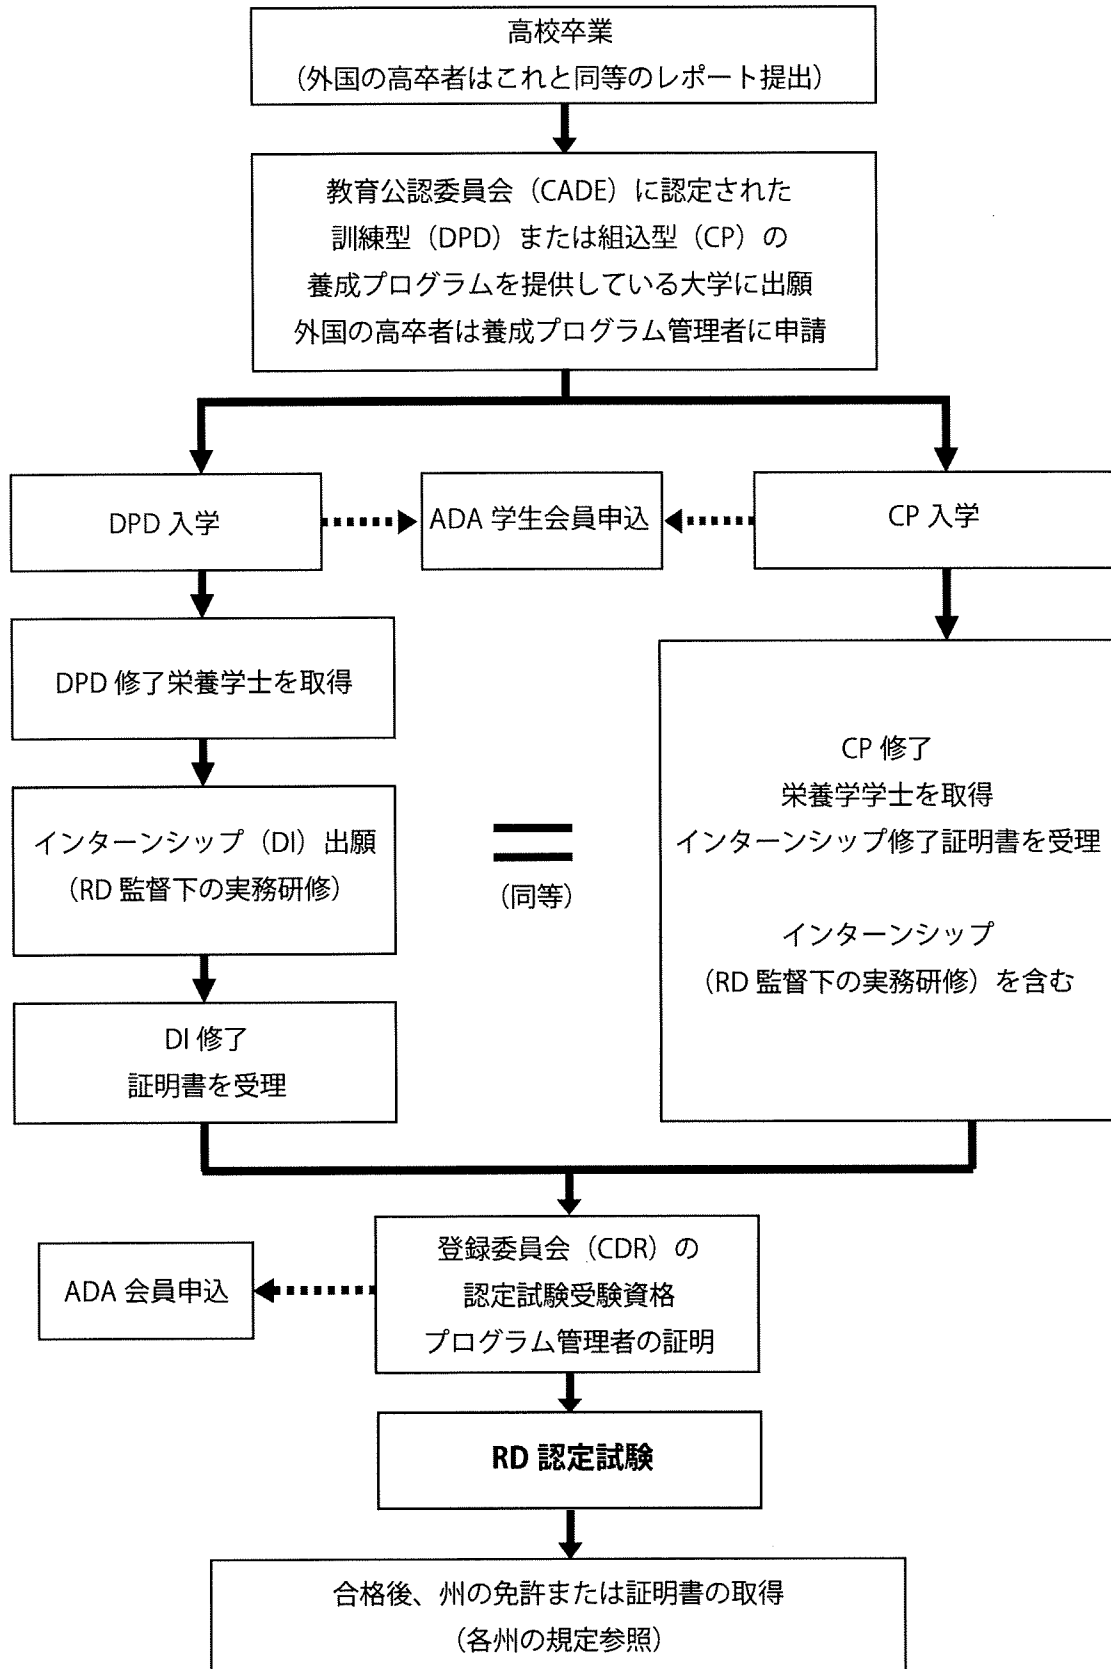 高校卒業
（外国の高卒者はこれと同等のレポート提出）
教育公認委員会（CADE）に認定された
訓練型（DPD）または組込型（CP）の
養成プログラムを提供している大学に出願
外国の高卒者は養成プログラム管理者に申請
DPD 入学
ADA 学生会員申込
CP 入学
DPD 修了栄養学士を取得
インターンシップ（DI）出願
（RD 監督下の実務研修）
DI 修了
証明書を受理
（同等）
CP 修了
栄養学学士を取得
インターンシップ修了証明書を受理
インターンシップ
（RD 監督下の実務研修）を含む
登録委員会（CDR）の
認定試験受験資格
プログラム管理者の証明
ADA 会員申込
RD 認定試験
合格後、州の免許または証明書の取得
（各州の規定参照）